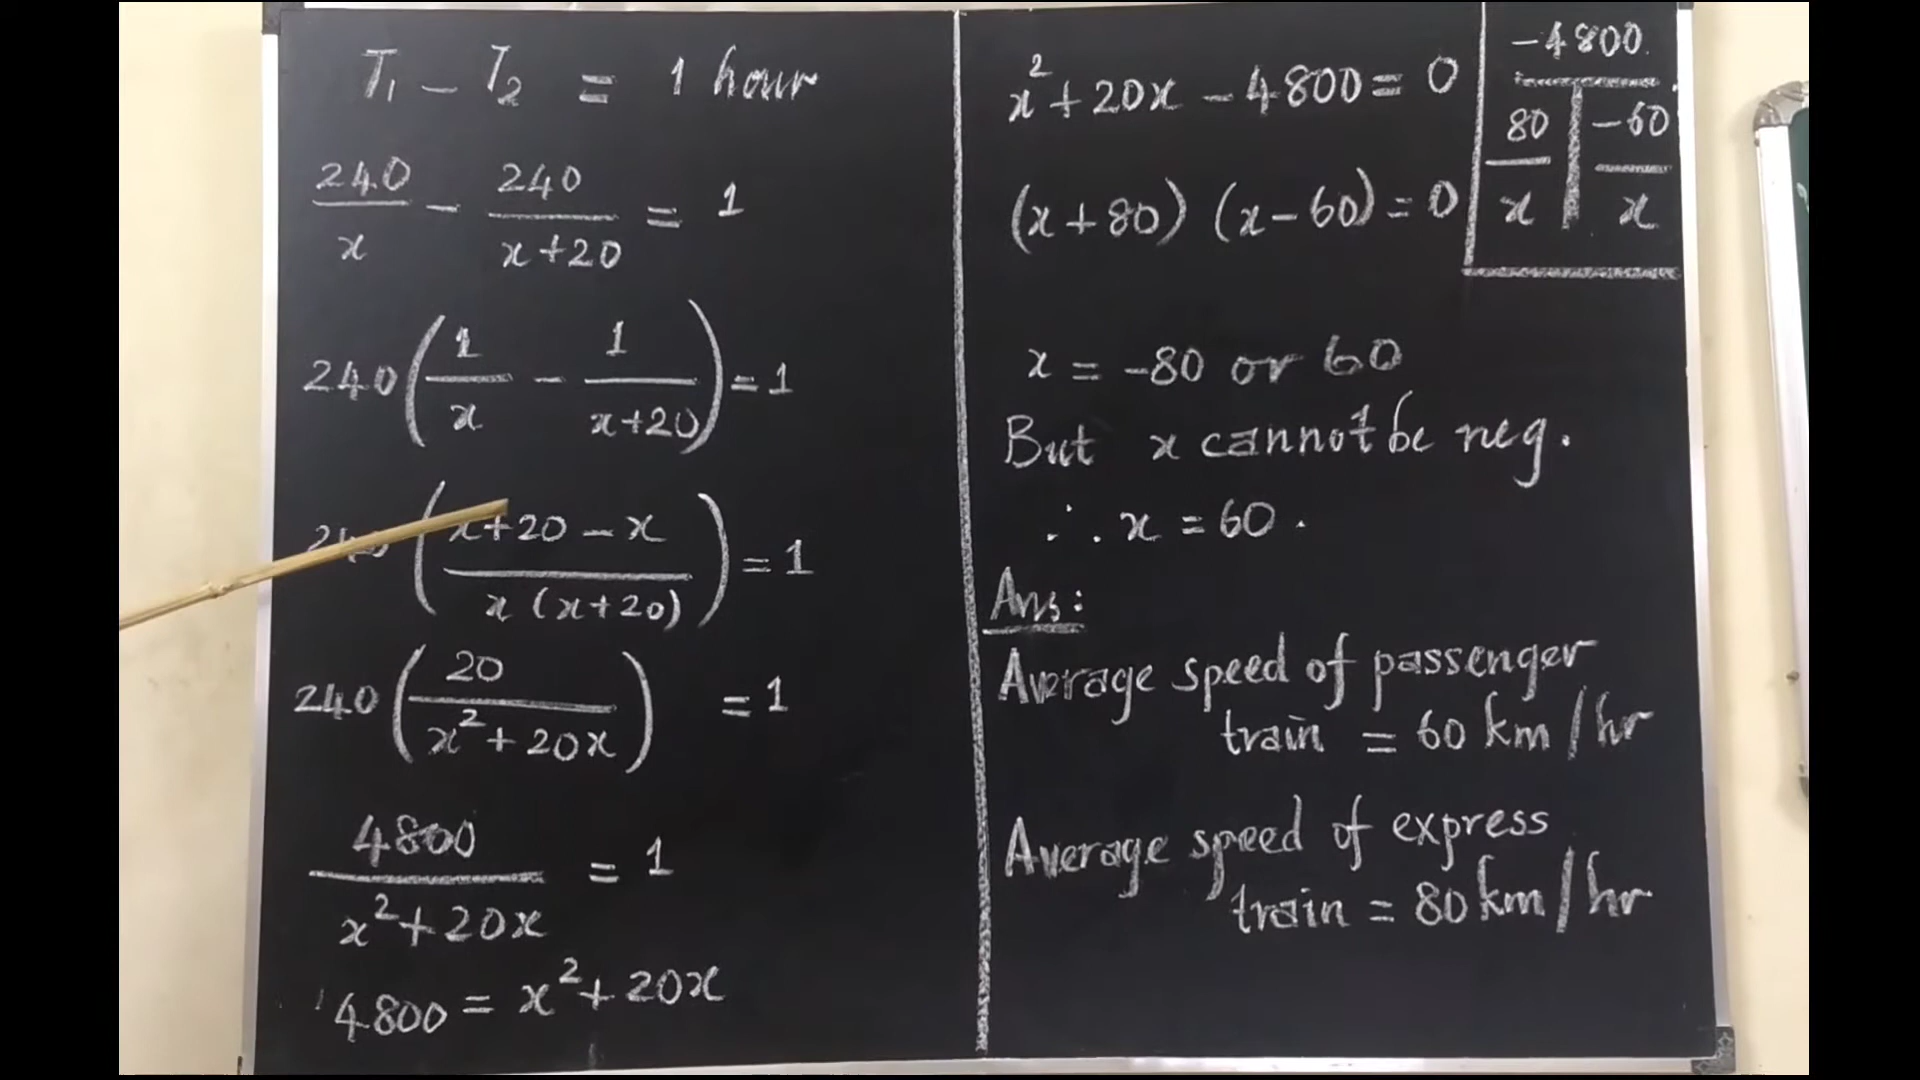 T₁ – T₂ = 1 hour
240/x – 240/(x+20) = 1
240(1/x – 1/(x+20)) = 1
240((x+20 – x)/(x(x+20))) = 1
240(20/(x²+20x)) = 1
4800/(x²+20x) = 1
4800 = x²+20x
x²+20x – 4800 = 0
(x+80) (x–60) = 0
–4800
80/x –60/x
x = –80 or 60
But x cannot be neg.
∴ x = 60.
Ans:
Average speed of passenger
train = 60 km/hr
Average speed of express
train = 80 km/hr